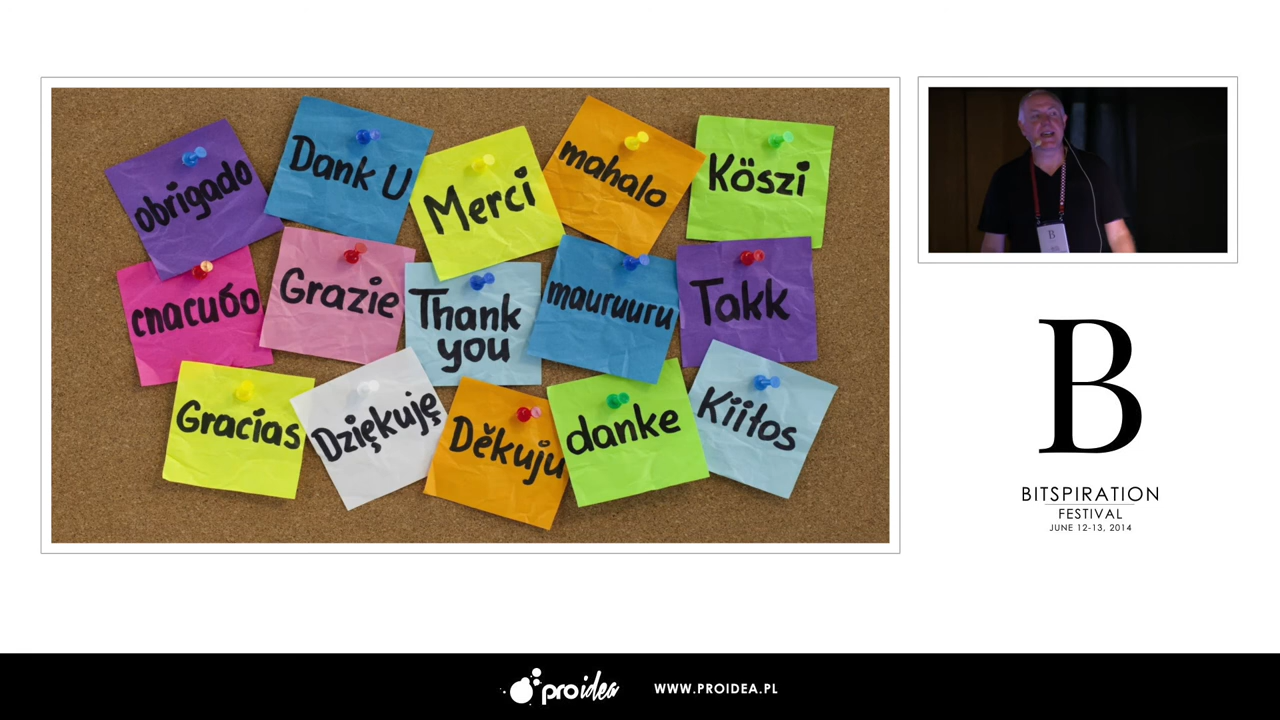 obrigado
Dank U
Merci
mahalo
Köszi
спасибо
Grazie
Thank
you
mauruuru
Takk
Gracias
Dziękuję
Děkuju
danke
Kiitos
B
BITSPIRATION
FESTIVAL
JUNE 12-13, 2014
proidea
WWW.PROIDEA.PL